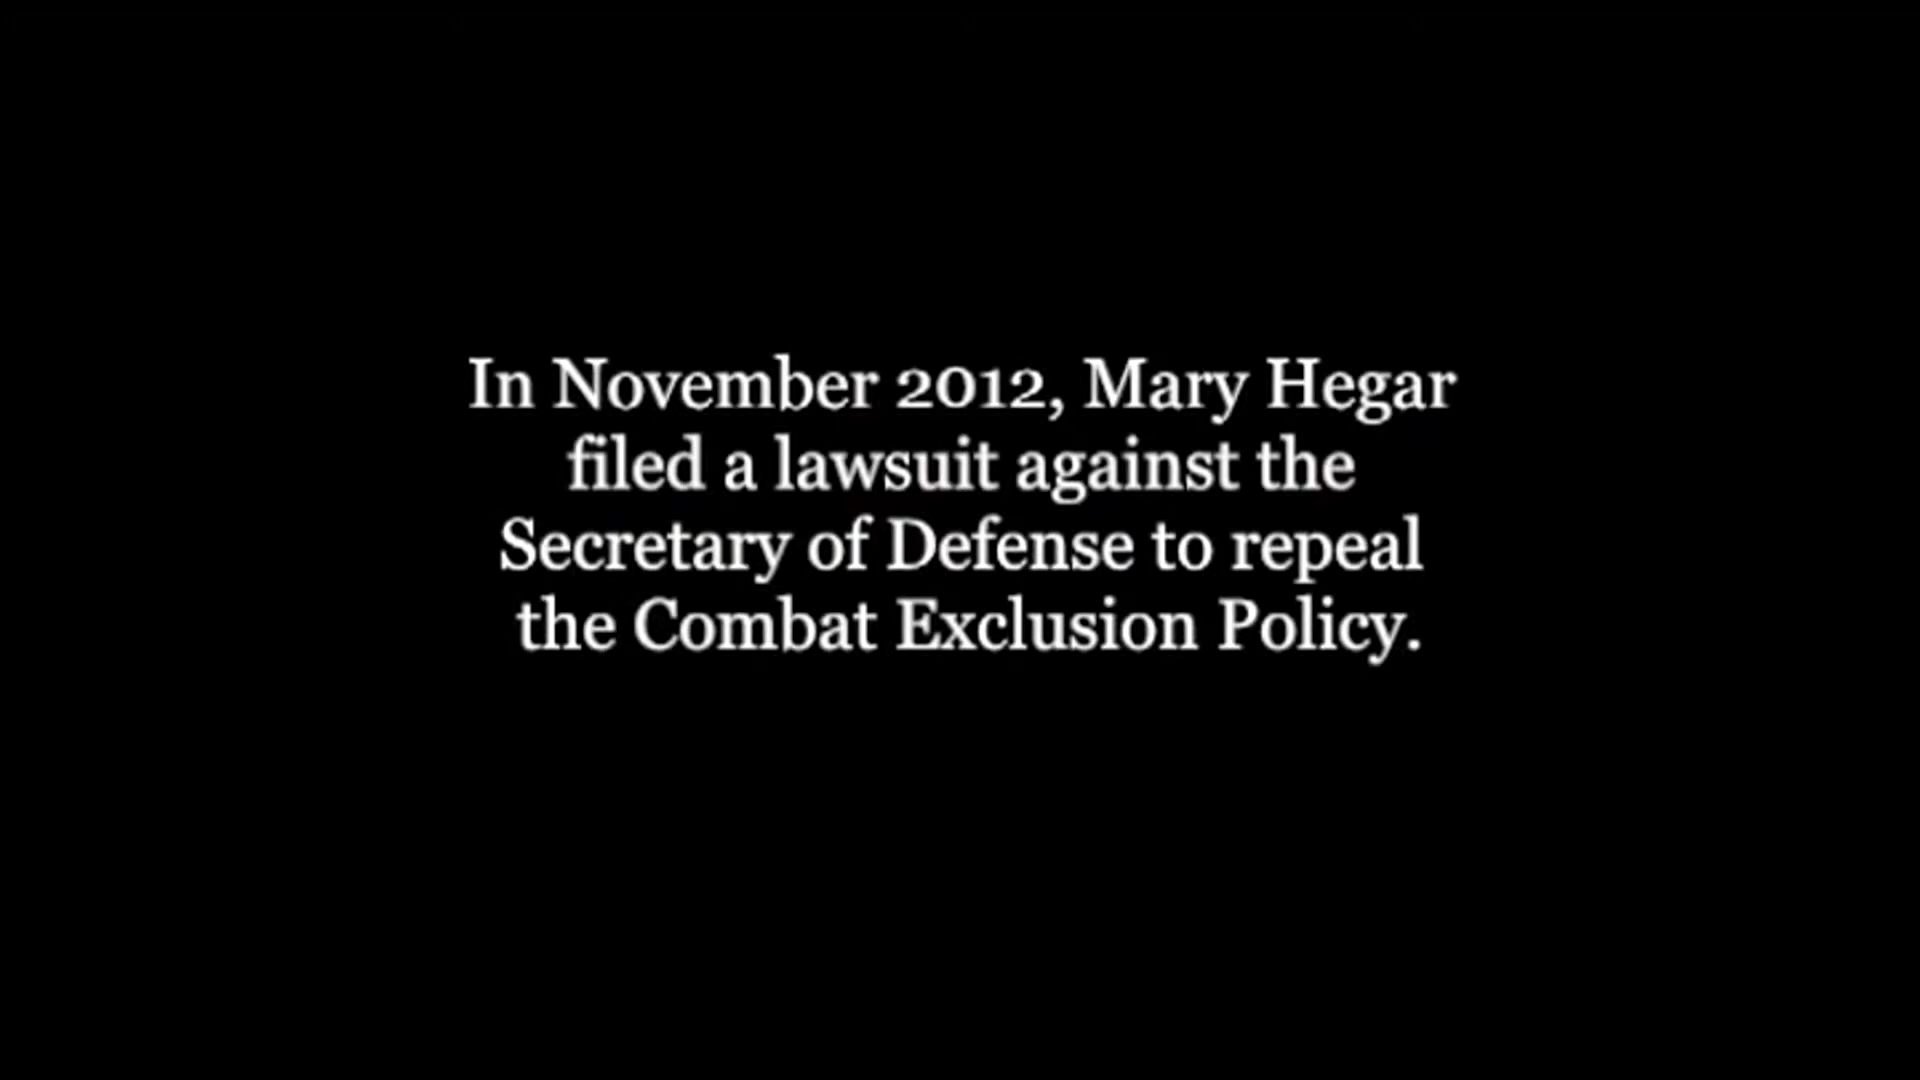 In November 2012, Mary Hegar
filed a lawsuit against the
Secretary of Defense to repeal
the Combat Exclusion Policy.